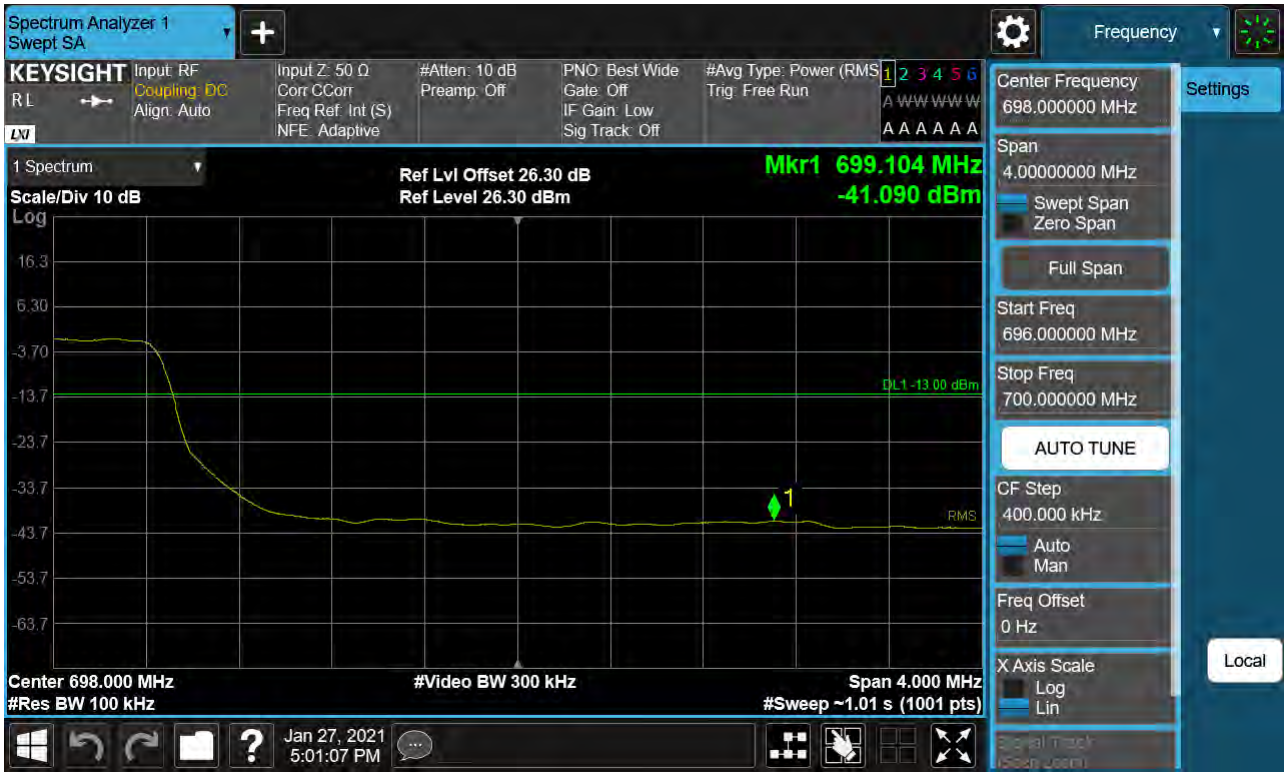 Spectrum Analyzer 1
Swept SA
+
Frequency
KEYSIGHT
RL
LXI
Input: RF
Coupling: DC
Align: Auto
Input Z: 50 Ω
Corr CCorr
Freq Ref: Int (S)
NFE: Adaptive
#Atten: 10 dB
Preamp: Off
PNO: Best Wide
Gate: Off
IF Gain: Low
Sig Track: Off
#Avg Type: Power (RMS
Trig: Free Run
1 2 3 4 5 6
A W W W W W
A A A A A A
1 Spectrum
Scale/Div 10 dB
Log
Ref Lvl Offset 26.30 dB
Ref Level 26.30 dBm
Mkr1 699.104 MHz
-41.090 dBm
16.3
6.30
-3.70
-13.7
-23.7
-33.7
-43.7
-53.7
-63.7
DL1 -13.00 dBm
1
RMS
Center 698.000 MHz
#Res BW 100 kHz
#Video BW 300 kHz
Span 4.000 MHz
#Sweep ~1.01 s (1001 pts)
Center Frequency
698.000000 MHz
Span
4.00000000 MHz
Swept Span
Zero Span
Full Span
Start Freq
696.000000 MHz
Stop Freq
700.000000 MHz
AUTO TUNE
CF Step
400.000 kHz
Auto
Man
Freq Offset
0 Hz
X Axis Scale
Log
Lin
Signal Track
(Span Zoom)
Settings
Local
?
Jan 27, 2021
5:01:07 PM